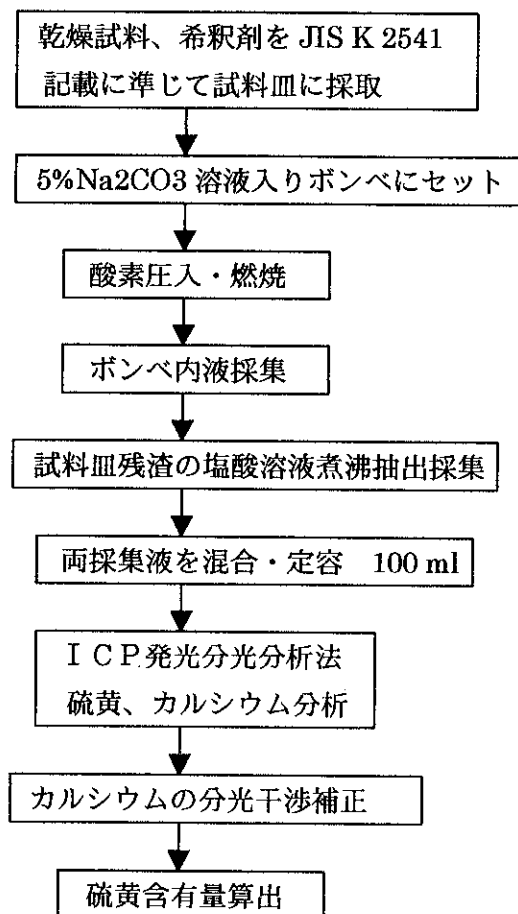 乾燥試料、希釈剤を JIS K 2541
記載に準じて試料皿に採取
5%Na2CO3 溶液入りボンベにセット
酸素圧入・燃焼
ボンベ内液採集
試料皿残渣の塩酸溶液煮沸抽出採集
両採集液を混合・定容 100 ml
ＩＣＰ発光分光分析法
硫黄、カルシウム分析
カルシウムの分光干渉補正
硫黄含有量算出